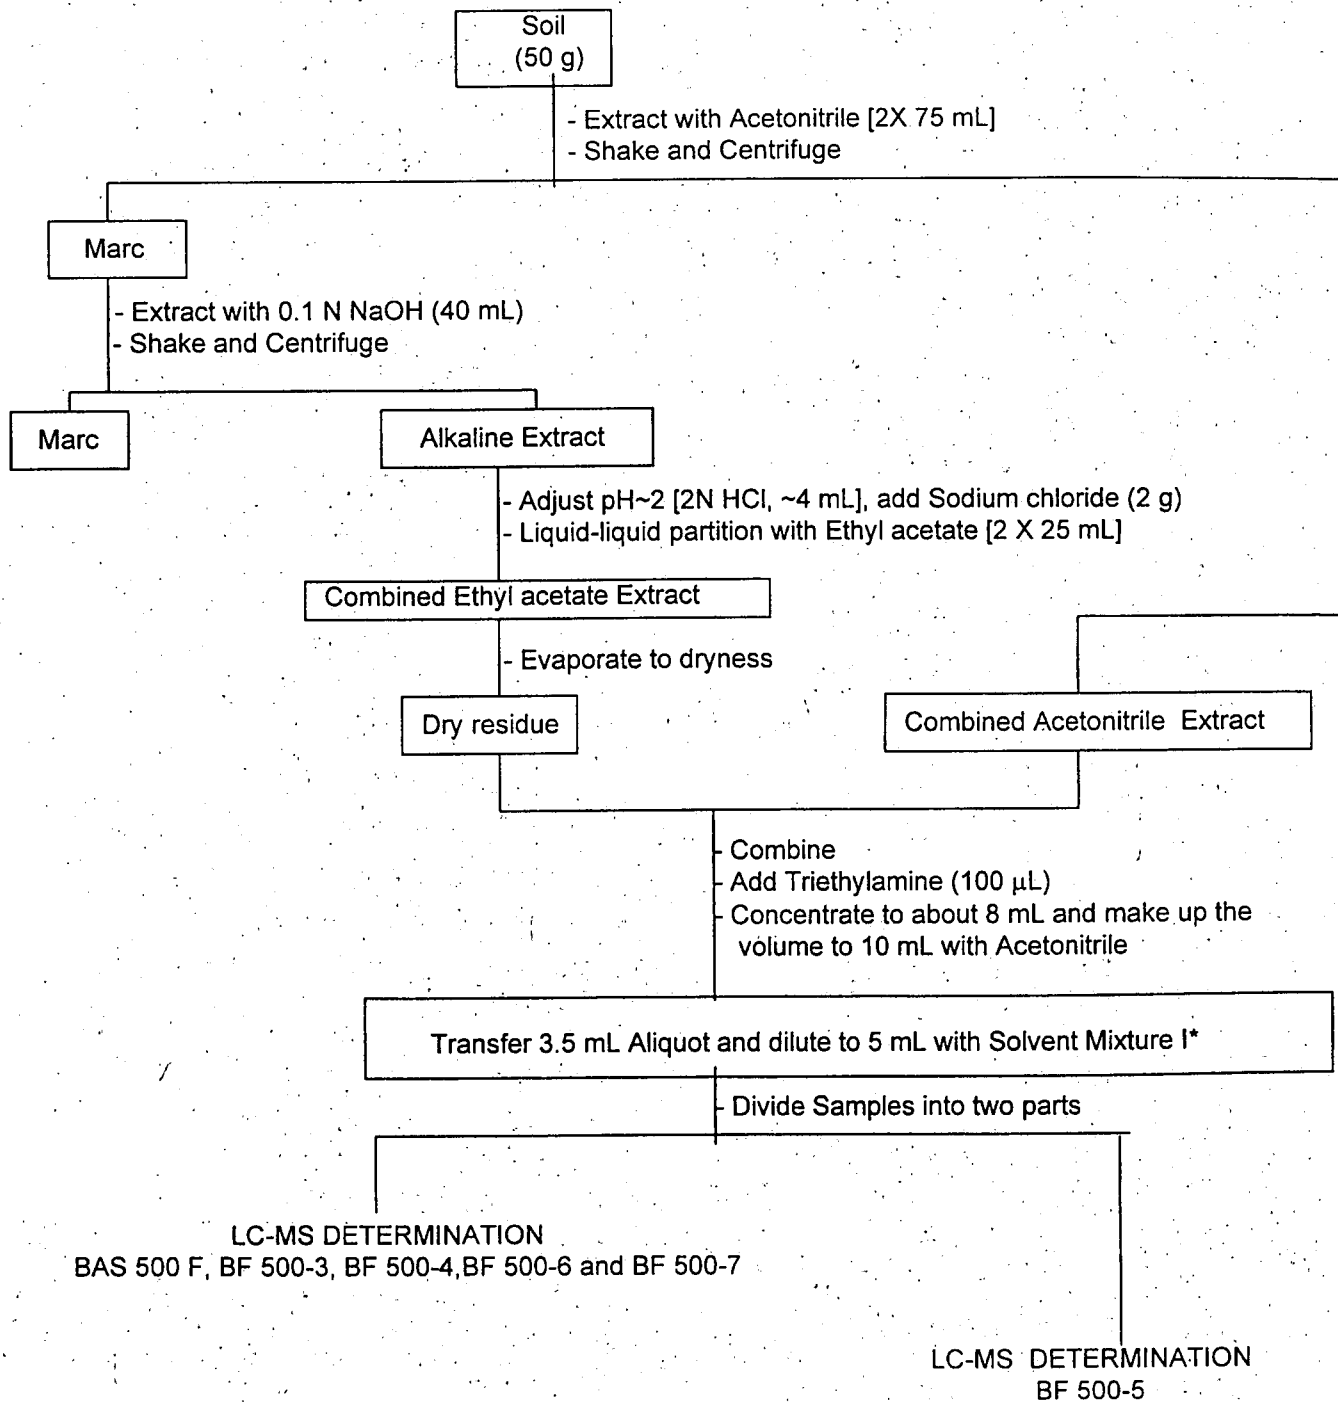 Soil
(50 g)
- Extract with Acetonitrile [2X 75 mL]
- Shake and Centrifuge
Marc
- Extract with 0.1 N NaOH (40 mL)
- Shake and Centrifuge
Marc
Alkaline Extract
- Adjust pH~2 [2N HCl, ~4 mL], add Sodium chloride (2 g)
- Liquid-liquid partition with Ethyl acetate [2 X 25 mL]
Combined Ethyl acetate Extract
- Evaporate to dryness
Dry residue
Combined Acetonitrile Extract
- Combine
- Add Triethylamine (100 µL)
- Concentrate to about 8 mL and make up the
volume to 10 mL with Acetonitrile
Transfer 3.5 mL Aliquot and dilute to 5 mL with Solvent Mixture I*
- Divide Samples into two parts
LC-MS DETERMINATION
BAS 500 F, BF 500-3, BF 500-4,BF 500-6 and BF 500-7
LC-MS DETERMINATION
BF 500-5